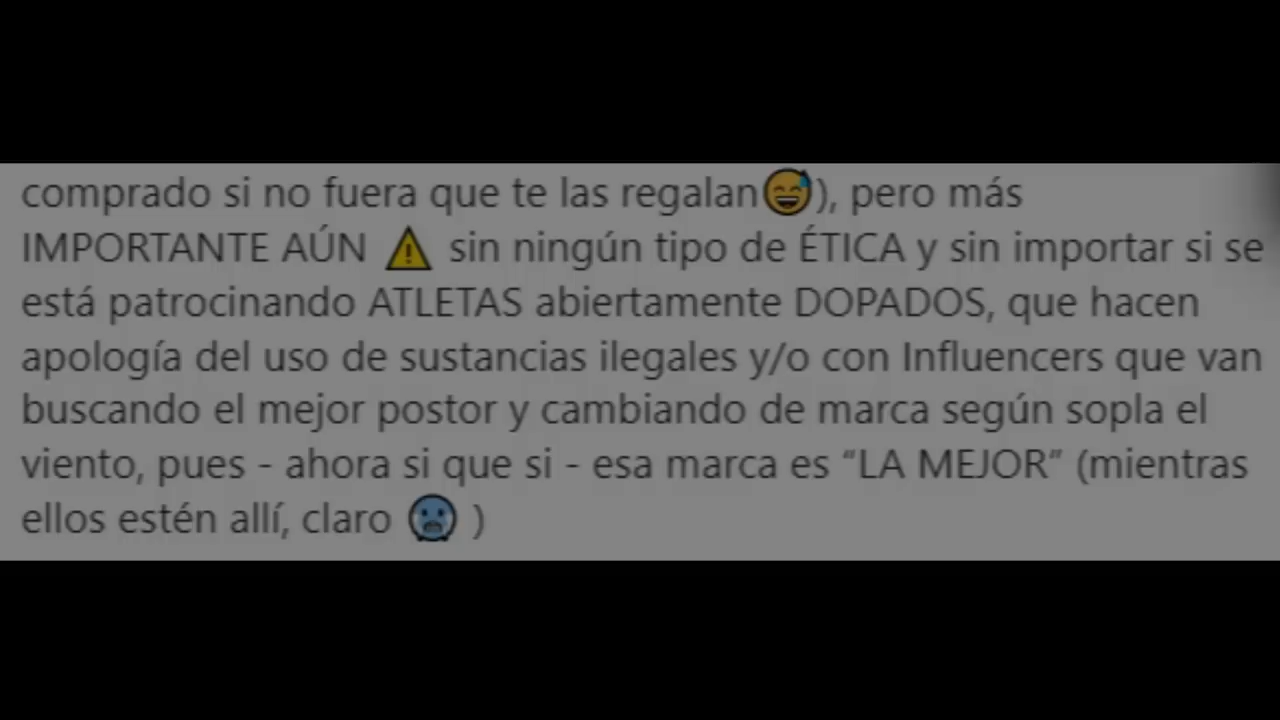 comprado si no fuera que te las regalan😅), pero más
IMPORTANTE AÚN ⚠️ sin ningún tipo de ÉTICA y sin importar si se
está patrocinando ATLETAS abiertamente DOPADOS, que hacen
apología del uso de sustancias ilegales y/o con Influencers que van
buscando el mejor postor y cambiando de marca según sopla el
viento, pues - ahora si que si - esa marca es “LA MEJOR” (mientras
ellos estén allí, claro 🥶 )